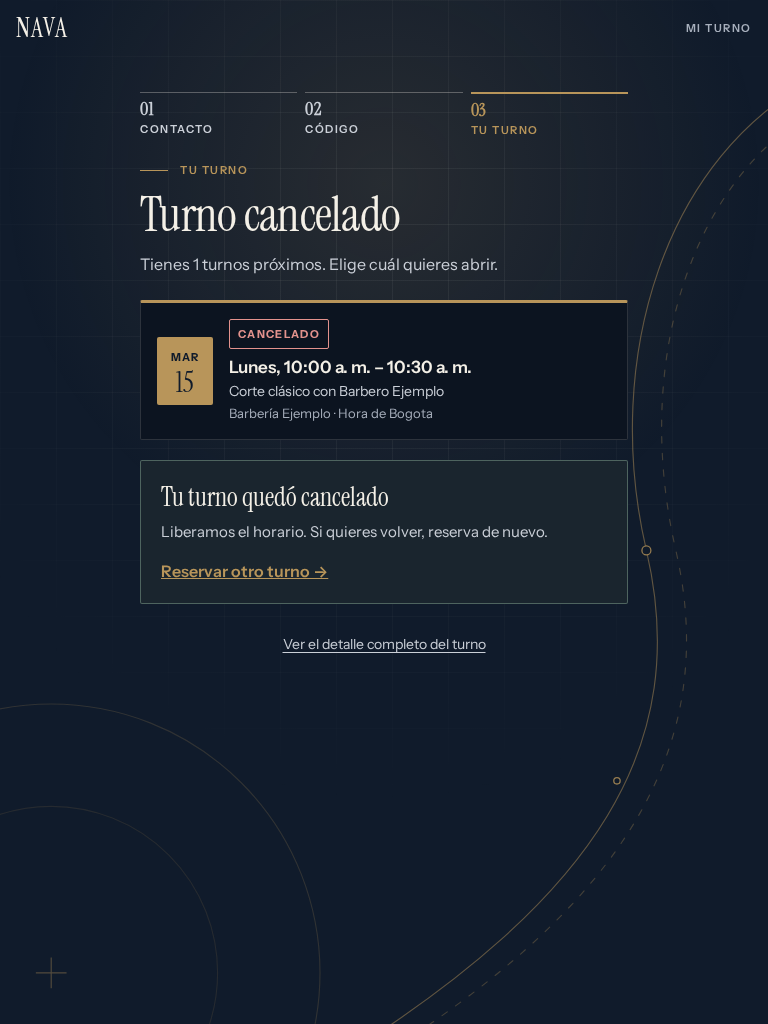 NAVA
MI TURNO
01
CONTACTO
02
CÓDIGO
03
TU TURNO
TU TURNO
Turno cancelado
Tienes 1 turnos próximos. Elige cuál quieres abrir.
MAR
15
CANCELADO
Lunes, 10:00 a. m. – 10:30 a. m.
Corte clásico con Barbero Ejemplo
Barbería Ejemplo · Hora de Bogota
Tu turno quedó cancelado
Liberamos el horario. Si quieres volver, reserva de nuevo.
Reservar otro turno →
Ver el detalle completo del turno